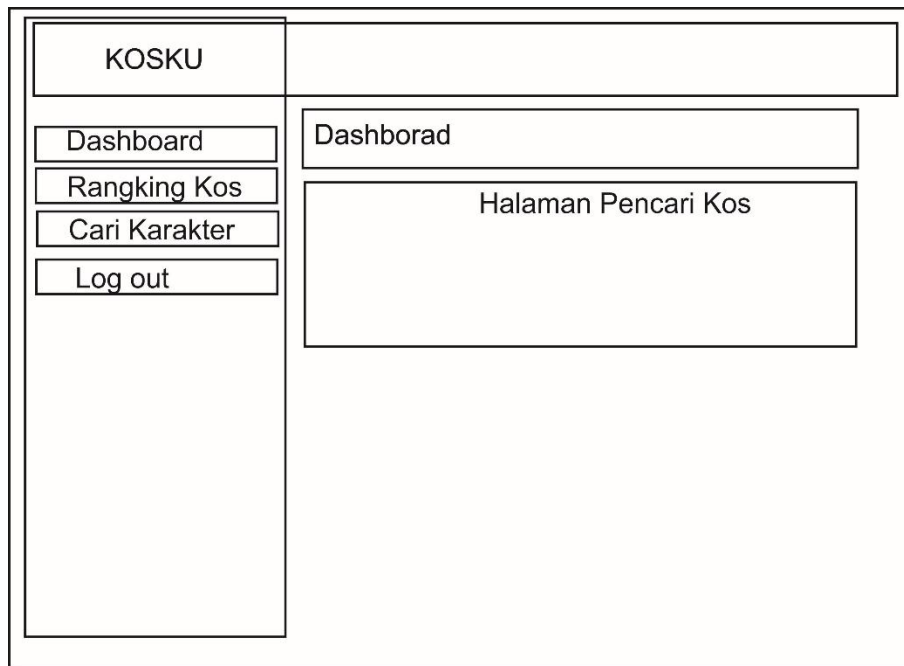 KOSKU
Dashboard
Rangking Kos
Cari Karakter
Log out
Dashborad
Halaman Pencari Kos